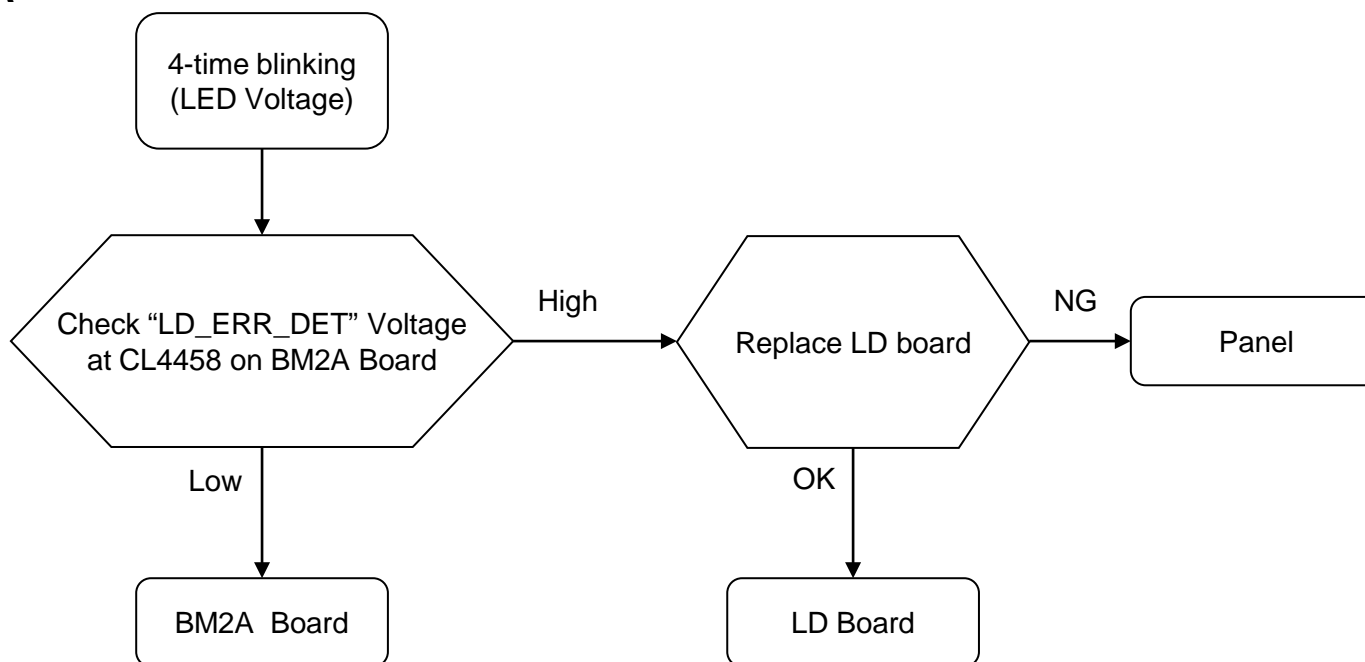 4-time blinking
(LED Voltage)
Check “LD_ERR_DET” Voltage
at CL4458 on BM2A Board
High
Replace LD board
NG
Panel
Low
OK
BM2A Board
LD Board